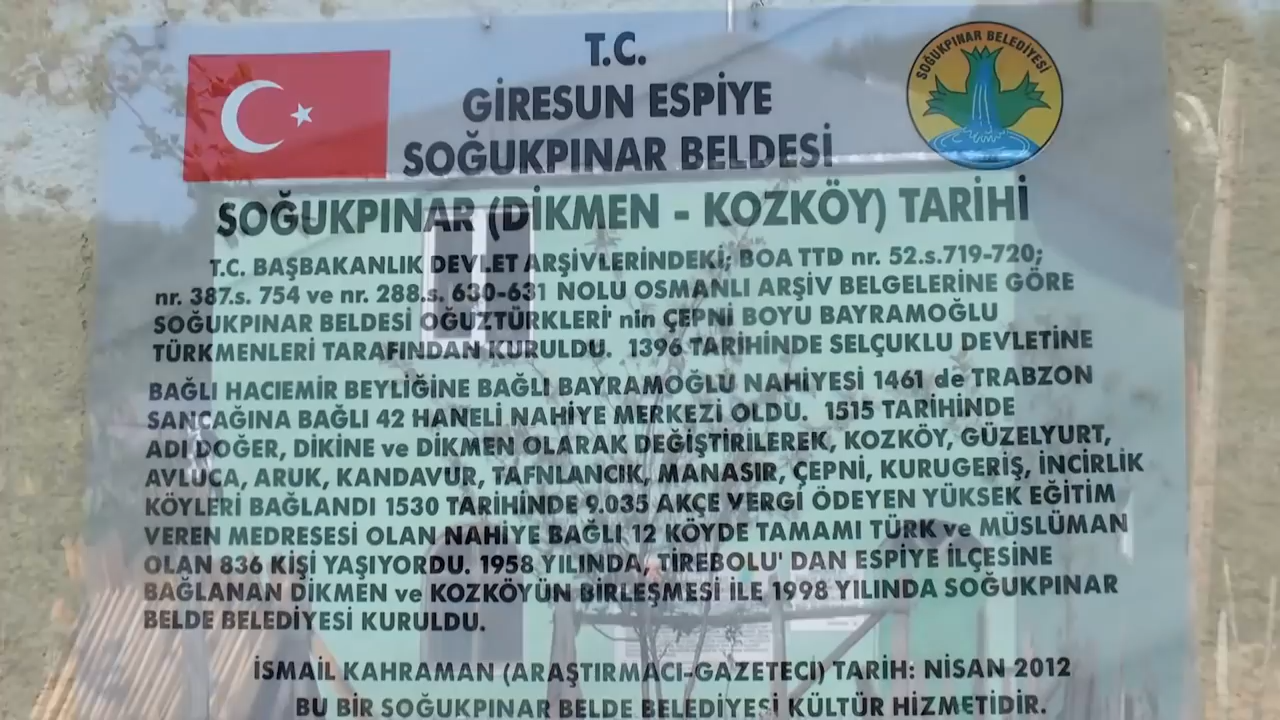 T.C.
GİRESUN ESPİYE
SOĞUKPINAR BELDESİ
SOĞUKPINAR BELEDİYESİ
SOĞUKPINAR (DİKMEN - KOZKÖY) TARİHİ
T.C. BAŞBAKANLIK DEVLET ARŞİVLERİNDEKİ; BOA TTD nr. 52.s.719-720;
nr. 387.s. 754 ve nr. 288.s. 630-631 NOLU OSMANLI ARŞİV BELGELERİNE GÖRE
SOĞUKPINAR BELDESİ OĞUZTÜRKLERİ' nin ÇEPNİ BOYU BAYRAMOĞLU
TÜRKMENLERİ TARAFINDAN KURULDU. 1396 TARİHİNDE SELÇUKLU DEVLETİNE
BAĞLI HACIEMİR BEYLİĞİNE BAĞLI BAYRAMOĞLU NAHİYESİ 1461 de TRABZON
SANCAĞINA BAĞLI 42 HANELİ NAHİYE MERKEZİ OLDU. 1515 TARİHİNDE
ADI DOĞER, DİKİNE ve DİKMEN OLARAK DEĞİŞTİRİLEREK, KOZKÖY, GÜZELYURT,
AVLUCA, ARUK, KANDAVUR, TAFNLANCIK, MANASIR, ÇEPNİ, KURUGERİŞ, İNCİRLİK
KÖYLERİ BAĞLANDI 1530 TARİHİNDE 9.035 AKÇE VERGİ ÖDEYEN YÜKSEK EĞİTİM
VEREN MEDRESESİ OLAN NAHİYE BAĞLI 12 KÖYDE TAMAMI TÜRK ve MÜSLÜMAN
OLAN 836 KİŞİ YAŞIYORDU. 1958 YILINDA, TİREBOLU' DAN ESPİYE İLÇESİNE
BAĞLANAN DİKMEN ve KOZKÖYÜN BİRLEŞMESİ İLE 1998 YILINDA SOĞUKPINAR
BELDE BELEDİYESİ KURULDU.
İSMAİL KAHRAMAN (ARAŞTIRMACI-GAZETECİ) TARİH: NİSAN 2012
BU BİR SOĞUKPINAR BELDE BELEDİYESİ KÜLTÜR HİZMETİDİR.